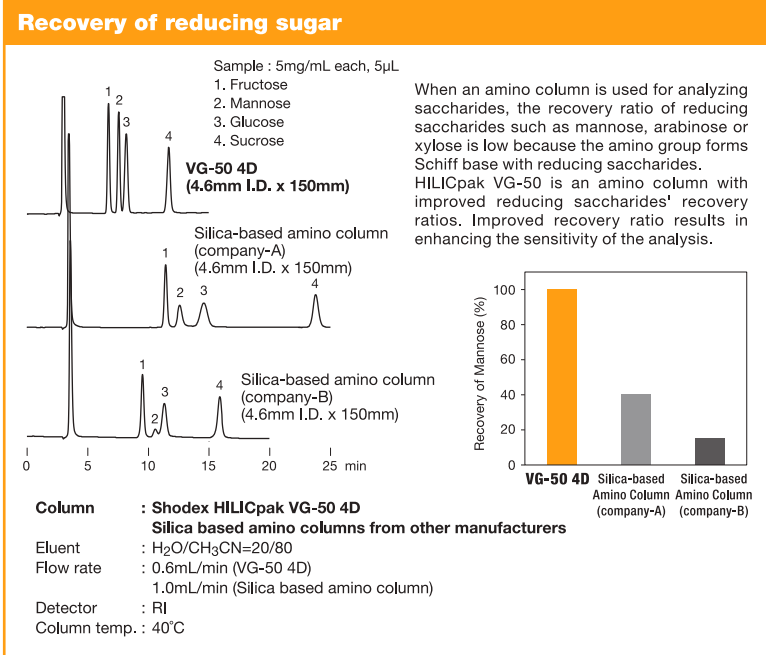 Recovery of reducing sugar
Sample : 5mg/mL each, 5µL
1. Fructose
2. Mannose
3. Glucose
4. Sucrose
1
2
3
4
VG-50 4D
(4.6mm I.D. x 150mm)
Silica-based amino column
(company-A)
(4.6mm I.D. x 150mm)
1
2
3
4
Silica-based amino column
(company-B)
(4.6mm I.D. x 150mm)
1
2
3
4
0 5 10 15 20 25 min
When an amino column is used for analyzing
saccharides, the recovery ratio of reducing
saccharides such as mannose, arabinose or
xylose is low because the amino group forms
Schiff base with reducing saccharides.
HILICpak VG-50 is an amino column with
improved reducing saccharides' recovery
ratios. Improved recovery ratio results in
enhancing the sensitivity of the analysis.
Recovery of Mannose (%)
100
80
60
40
20
0
VG-50 4D
Silica-based
Amino Column
(company-A)
Silica-based
Amino Column
(company-B)
Column : Shodex HILICpak VG-50 4D
Silica based amino columns from other manufacturers
Eluent : H₂O/CH₃CN=20/80
Flow rate : 0.6mL/min (VG-50 4D)
1.0mL/min (Silica based amino column)
Detector : RI
Column temp. : 40°C